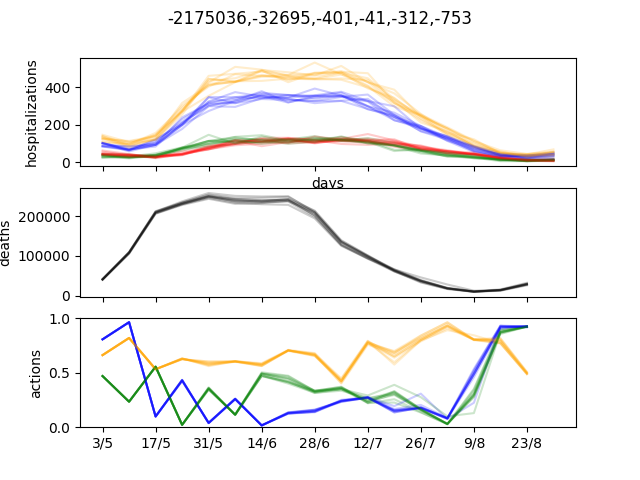 -2175036,-32695,-401,-41,-312,-753
hospitalizations
400
200
0
days
deaths
200000
100000
0
actions
1.0
0.5
0.0
3/5 17/5 31/5 14/6 28/6 12/7 26/7 9/8 23/8